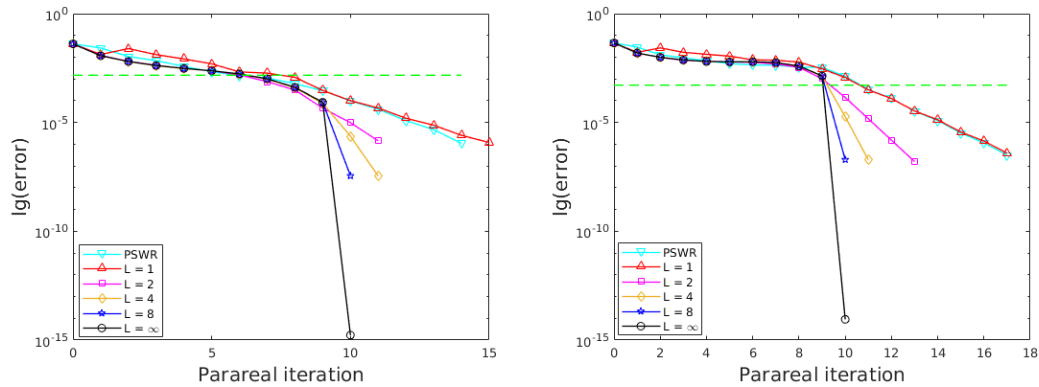 10^0
10^-5
10^-10
10^-15
lg(error)
PSWR
L = 1
L = 2
L = 4
L = 8
L = ∞
0
5
10
15
Parareal iteration
10^0
10^-5
10^-10
10^-15
lg(error)
PSWR
L = 1
L = 2
L = 4
L = 8
L = ∞
0
2
4
6
8
10
12
14
16
18
Parareal iteration